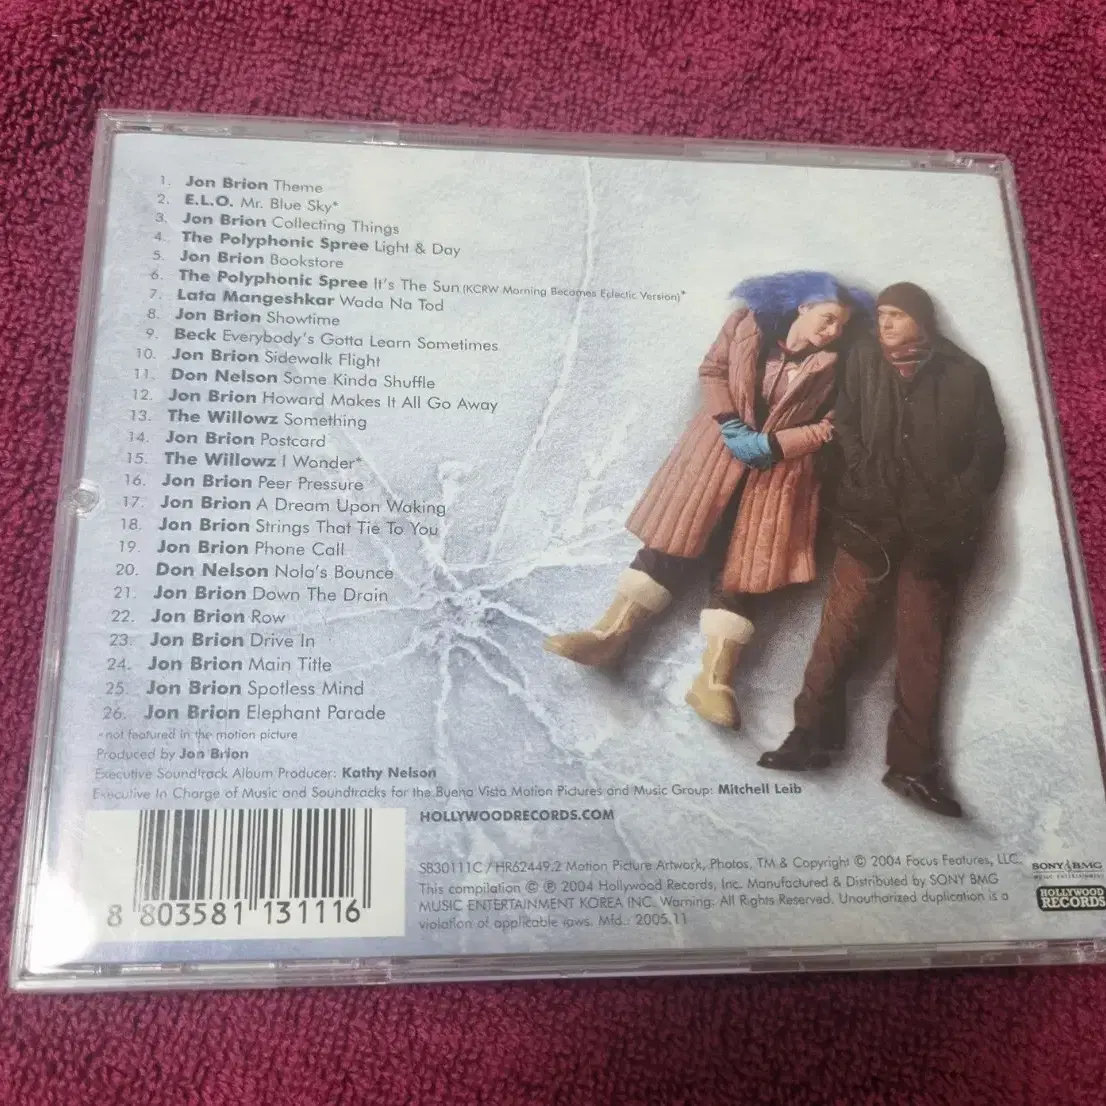 1. Jon Brion Theme
2. E.L.O. Mr. Blue Sky*
3. Jon Brion Collecting Things
4. The Polyphonic Spree Light & Day
5. Jon Brion Bookstore
6. The Polyphonic Spree It's The Sun (KCRW Morning Becomes Eclectic Version)*
7. Lata Mangeshkar Wada Na Tod
8. Jon Brion Showtime
9. Beck Everybody's Gotta Learn Sometimes
10. Jon Brion Sidewalk Flight
11. Don Nelson Some Kinda Shuffle
12. Jon Brion Howard Makes It All Go Away
13. The Willowz Something
14. Jon Brion Postcard
15. The Willowz I Wonder*
16. Jon Brion Peer Pressure
17. Jon Brion A Dream Upon Waking
18. Jon Brion Strings That Tie To You
19. Jon Brion Phone Call
20. Don Nelson Nola's Bounce
21. Jon Brion Down The Drain
22. Jon Brion Row
23. Jon Brion Drive In
24. Jon Brion Main Title
25. Jon Brion Spotless Mind
26. Jon Brion Elephant Parade
*not featured in the motion picture
Produced by Jon Brion
Executive Soundtrack Album Producer: Kathy Nelson
Executive In Charge of Music and Soundtracks for the Buena Vista Motion Pictures and Music Group: Mitchell Leib
HOLLYWOODRECORDS.COM
SB30111C / HR62449.2 Motion Picture Artwork, Photos, TM & Copyright © 2004 Focus Features, LLC.
This compilation © ℗ 2004 Hollywood Records, Inc. Manufactured & Distributed by SONY BMG
MUSIC ENTERTAINMENT KOREA INC. Warning: All Rights Reserved. Unauthorized duplication is a
violation of applicable laws. Mfd.: 2005.11
SONY BMG
MUSIC ENTERTAINMENT
HOLLYWOOD
RECORDS
8 803581 131116